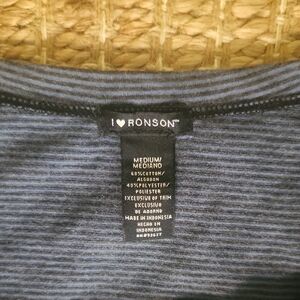 I ♥ RONSON™
MEDIUM/
MEDIANO
60%COTTON/
ALGODON
40%POLYESTER/
POLIESTER
EXCLUSIVE OF TRIM
EXCLUSIVO
DE ADORNO
MADE IN INDONESIA
HECHO EN
INDONESIA